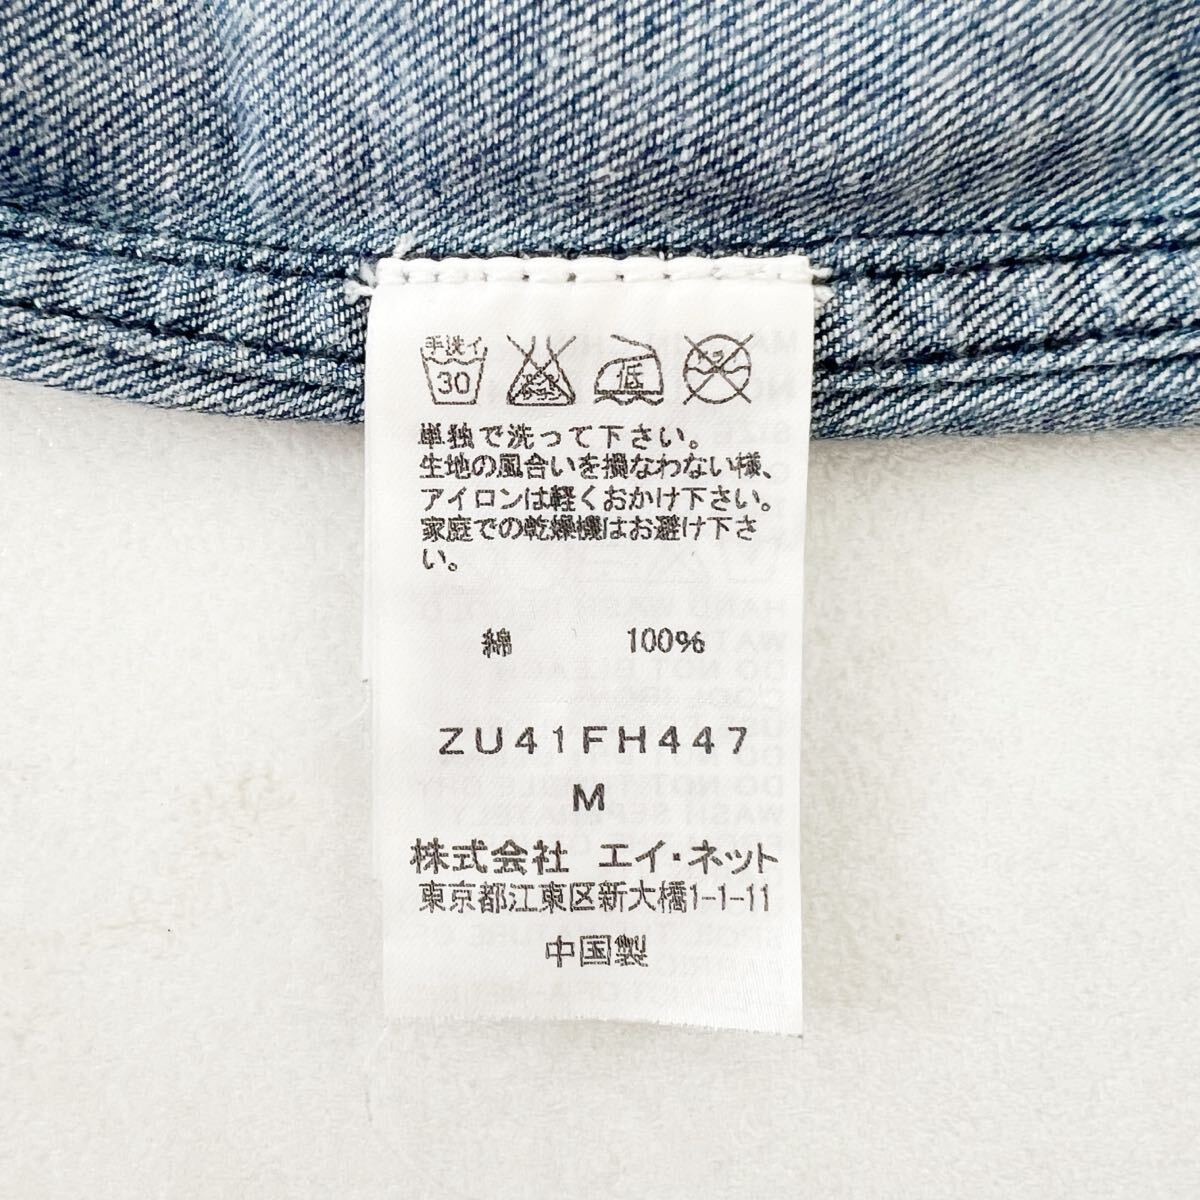 手洗イ
30
低
単独で洗って下さい。
生地の風合いを損なわない様、
アイロンは軽くおかけ下さい。
家庭での乾燥機はお避け下さ
い。
綿 100%
ZU41FH447
M
株式会社 エイ・ネット
東京都江東区新大橋1-1-11
中国製